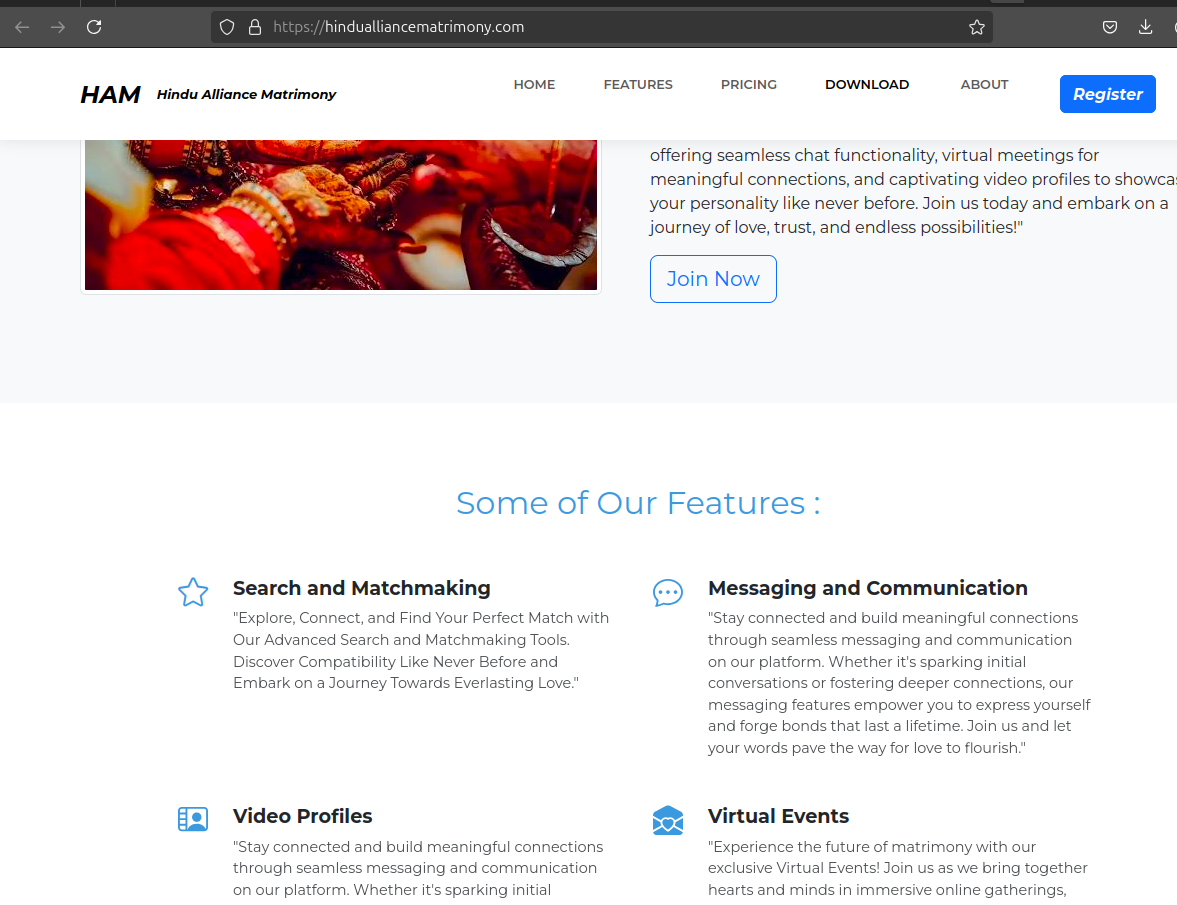 https://hindualliancematrimony.com
HAM Hindu Alliance Matrimony HOME FEATURES PRICING DOWNLOAD ABOUT Register
offering seamless chat functionality, virtual meetings for
meaningful connections, and captivating video profiles to showcas
your personality like never before. Join us today and embark on a
journey of love, trust, and endless possibilities!"
Join Now
Some of Our Features :
Search and Matchmaking
"Explore, Connect, and Find Your Perfect Match with
Our Advanced Search and Matchmaking Tools.
Discover Compatibility Like Never Before and
Embark on a Journey Towards Everlasting Love."
Messaging and Communication
"Stay connected and build meaningful connections
through seamless messaging and communication
on our platform. Whether it's sparking initial
conversations or fostering deeper connections, our
messaging features empower you to express yourself
and forge bonds that last a lifetime. Join us and let
your words pave the way for love to flourish."
Video Profiles
"Stay connected and build meaningful connections
through seamless messaging and communication
on our platform. Whether it's sparking initial
Virtual Events
"Experience the future of matrimony with our
exclusive Virtual Events! Join us as we bring together
hearts and minds in immersive online gatherings,